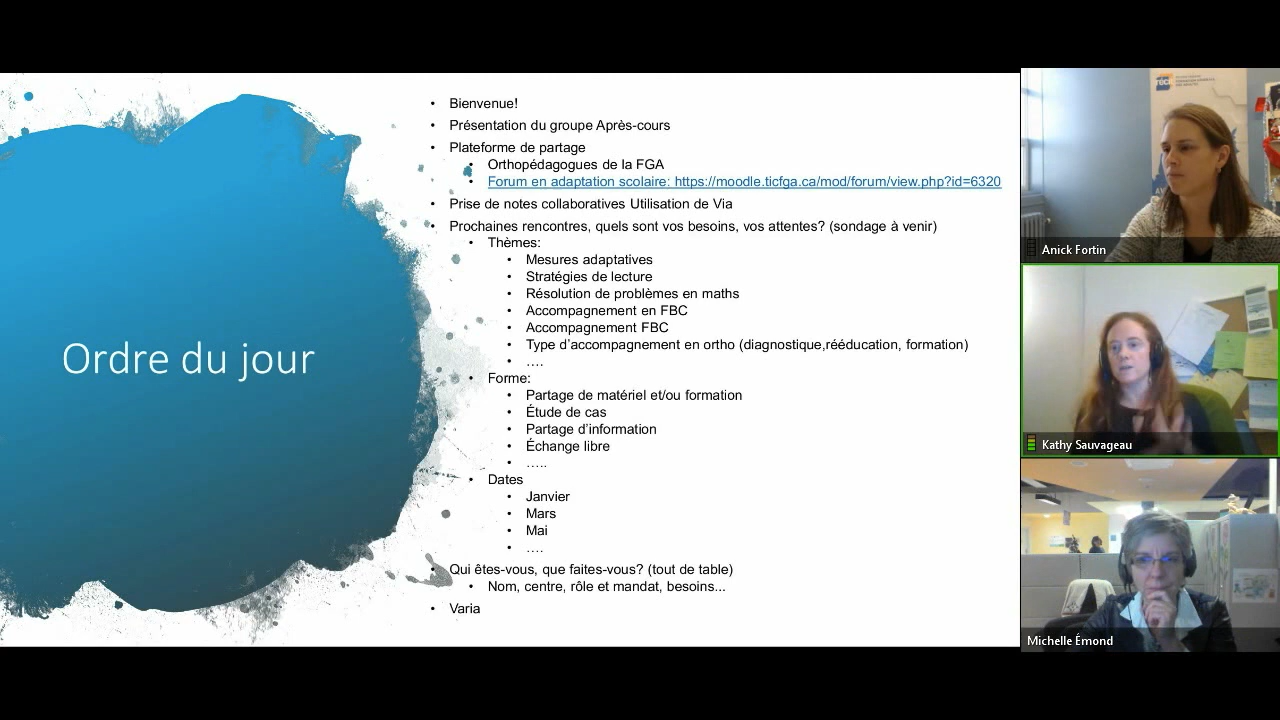 Ordre du jour
• Bienvenue!
• Présentation du groupe Après-cours
• Plateforme de partage
• Orthopédagogues de la FGA
• Forum en adaptation scolaire: https://moodle.ticfga.ca/mod/forum/view.php?id=6320
• Prise de notes collaboratives Utilisation de Via
• Prochaines rencontres, quels sont vos besoins, vos attentes? (sondage à venir)
• Thèmes:
• Mesures adaptatives
• Stratégies de lecture
• Résolution de problèmes en maths
• Accompagnement en FBC
• Accompagnement FBC
• Type d’accompagnement en ortho (diagnostique,rééducation, formation)
• ….
• Forme:
• Partage de matériel et/ou formation
• Étude de cas
• Partage d’information
• Échange libre
• …..
• Dates
• Janvier
• Mars
• Mai
• ….
• Qui êtes-vous, que faites-vous? (tout de table)
• Nom, centre, rôle et mandat, besoins...
• Varia
Anick Fortin
Kathy Sauvageau
Michelle Émond